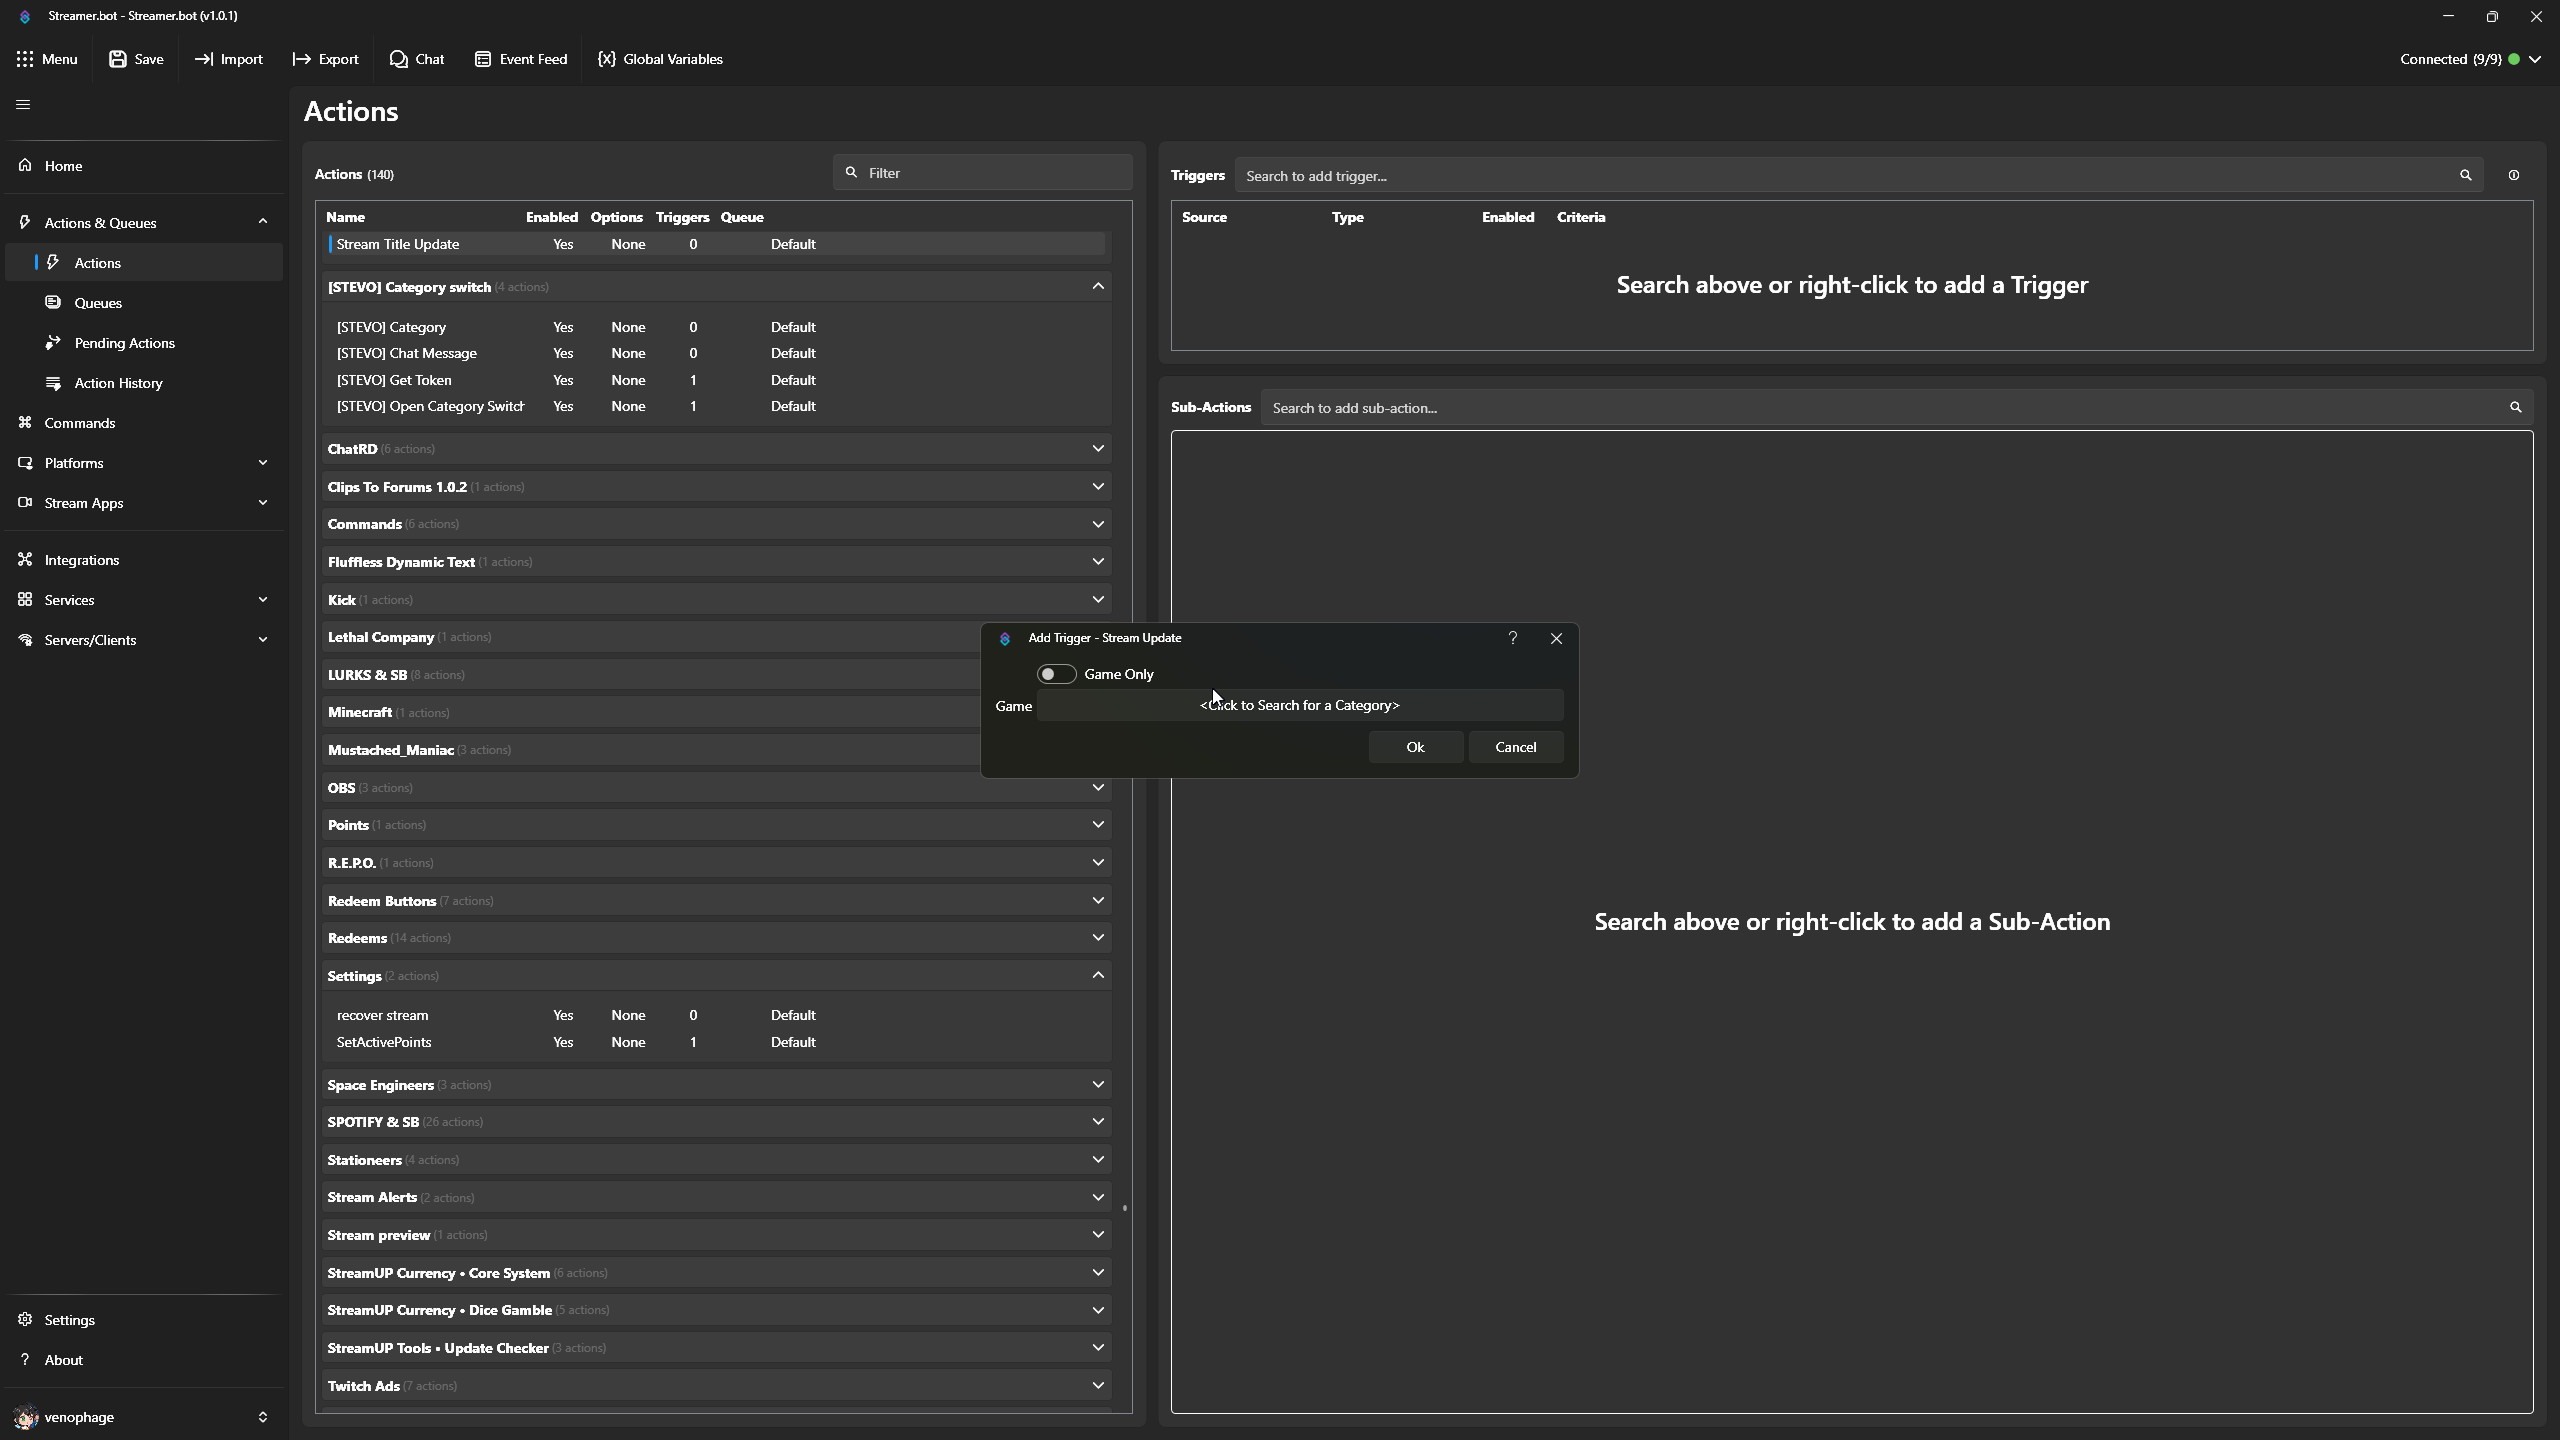 Streamer.bot - Streamer.bot (v1.0.1)
Menu
Save
Import
Export
Chat
Event Feed
Global Variables
Connected (9/9)
Home
Actions & Queues
Actions
Queues
Pending Actions
Action History
Commands
Platforms
Stream Apps
Integrations
Services
Servers/Clients
Settings
About
venophage
Actions
Actions (140)
Filter
Name Enabled Options Triggers Queue
Stream Title Update Yes None 0 Default
[STEVO] Category switch (4 actions)
[STEVO] Category Yes None 0 Default
[STEVO] Chat Message Yes None 0 Default
[STEVO] Get Token Yes None 1 Default
[STEVO] Open Category Switch Yes None 1 Default
ChatRD (6 actions)
Clips To Forums 1.0.2 (1 actions)
Commands (6 actions)
Fluffless Dynamic Text (1 actions)
Kick (1 actions)
Lethal Company (1 actions)
LURKS & SB (8 actions)
Minecraft (1 actions)
Mustached_Maniac (3 actions)
OBS (3 actions)
Points (1 actions)
R.E.P.O. (1 actions)
Redeem Buttons (7 actions)
Redeems (14 actions)
Settings (2 actions)
recover stream Yes None 0 Default
SetActivePoints Yes None 1 Default
Space Engineers (3 actions)
SPOTIFY & SB (26 actions)
Stationeers (4 actions)
Stream Alerts (2 actions)
Stream preview (1 actions)
StreamUP Currency • Core System (6 actions)
StreamUP Currency • Dice Gamble (5 actions)
StreamUP Tools • Update Checker (3 actions)
Twitch Ads (7 actions)
Triggers
Search to add trigger...
Source Type Enabled Criteria
Search above or right-click to add a Trigger
Sub-Actions
Search to add sub-action...
Search above or right-click to add a Sub-Action
Add Trigger - Stream Update
?
Game Only
Game
<Click to Search for a Category>
Ok
Cancel